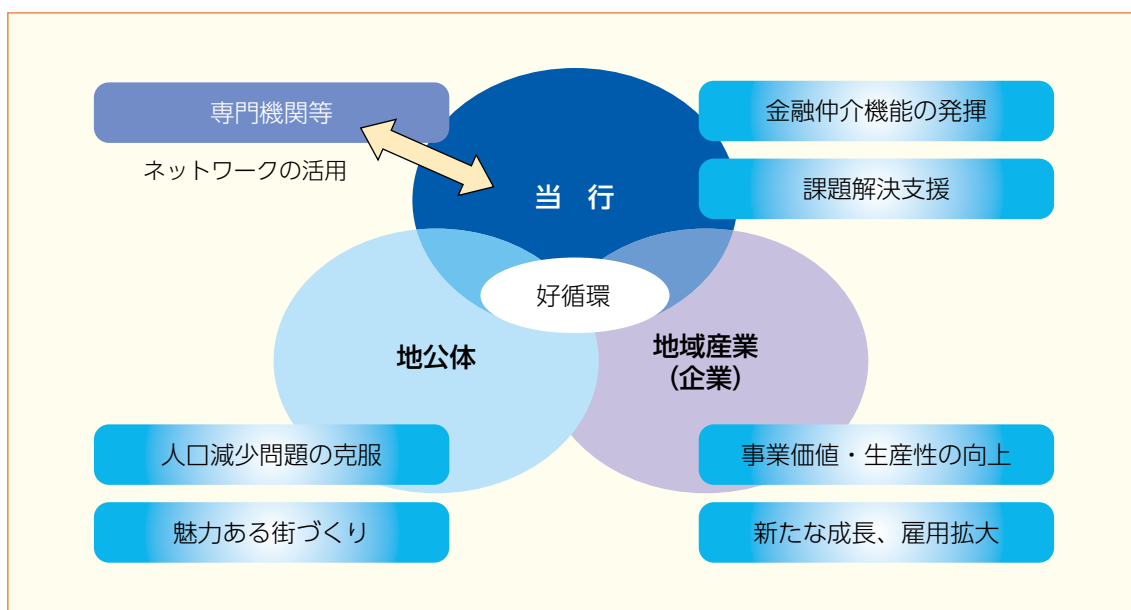 専門機関等
ネットワークの活用
金融仲介機能の発揮
課題解決支援
当 行
好循環
地公体
地域産業
(企業)
人口減少問題の克服
魅力ある街づくり
事業価値・生産性の向上
新たな成長、雇用拡大